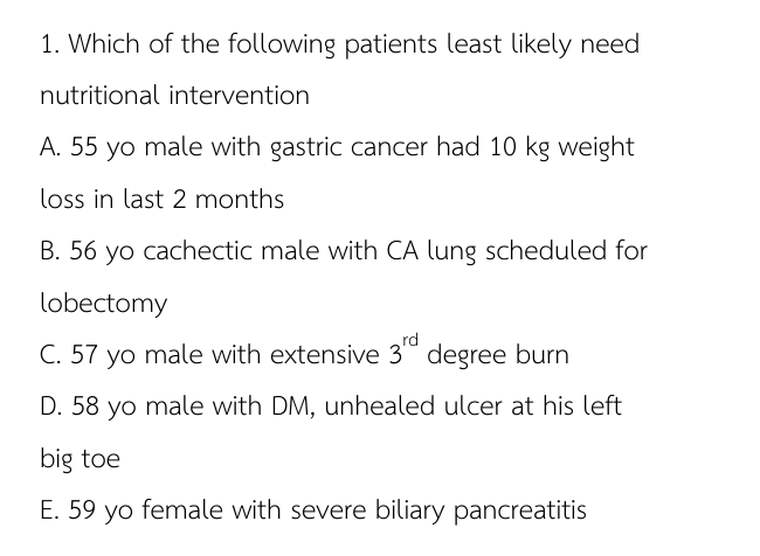 1. Which of the following patients least likely need
nutritional intervention
A. 55 yo male with gastric cancer had 10 kg weight
loss in last 2 months
B. 56 yo cachectic male with CA lung scheduled for
lobectomy
C. 57 yo male with extensive 3rd degree burn
D. 58 yo male with DM, unhealed ulcer at his left
big toe
E. 59 yo female with severe biliary pancreatitis